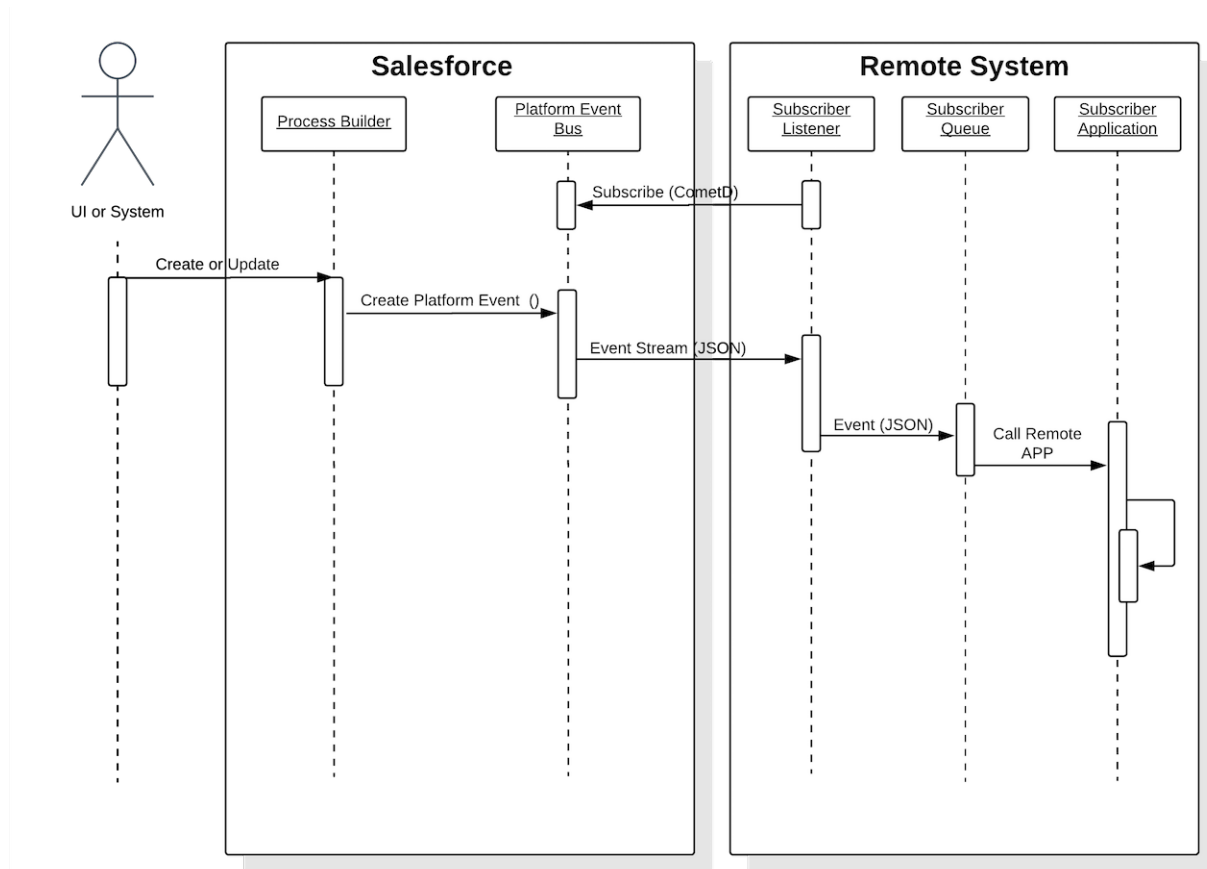 Salesforce
Remote System
Process Builder
Platform Event
Bus
Subscriber
Listener
Subscriber
Queue
Subscriber
Application
UI or System
Subscribe (CometD)
Create or Update
Create Platform Event  ()
Event Stream (JSON)
Event (JSON)
Call Remote
APP